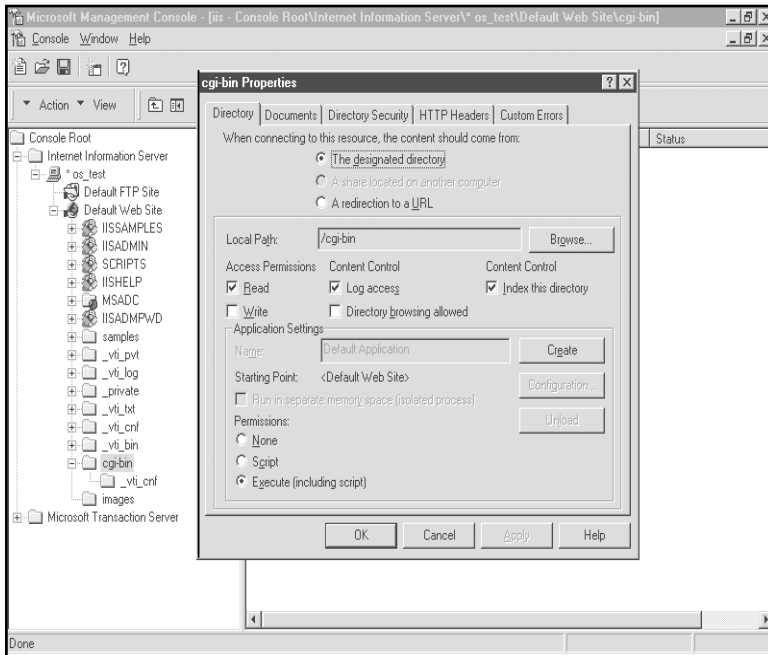 Microsoft Management Console - [iis - Console Root\Internet Information Server\* os_test\Default Web Site\cgi-bin]
Console Window Help
Action View
Console Root
Internet Information Server
* os_test
Default FTP Site
Default Web Site
IISSAMPLES
IISADMIN
SCRIPTS
IISHELP
MSADC
IISADMPWD
samples
_vti_pvt
_vti_log
_private
_vti_txt
_vti_cnf
_vti_bin
cgi-bin
_vti_cnf
images
Microsoft Transaction Server
Status
cgi-bin Properties
Directory Documents Directory Security HTTP Headers Custom Errors
When connecting to this resource, the content should come from:
The designated directory
A share located on another computer
A redirection to a URL
Local Path: /cgi-bin Browse...
Access Permissions Content Control Content Control
Read Log access Index this directory
Write Directory browsing allowed
Application Settings
Name: Default Application Create
Starting Point: <Default Web Site> Configuration...
Run in separate memory space (isolated process)
Unload
Permissions:
None
Script
Execute (including script)
OK Cancel Apply Help
Done